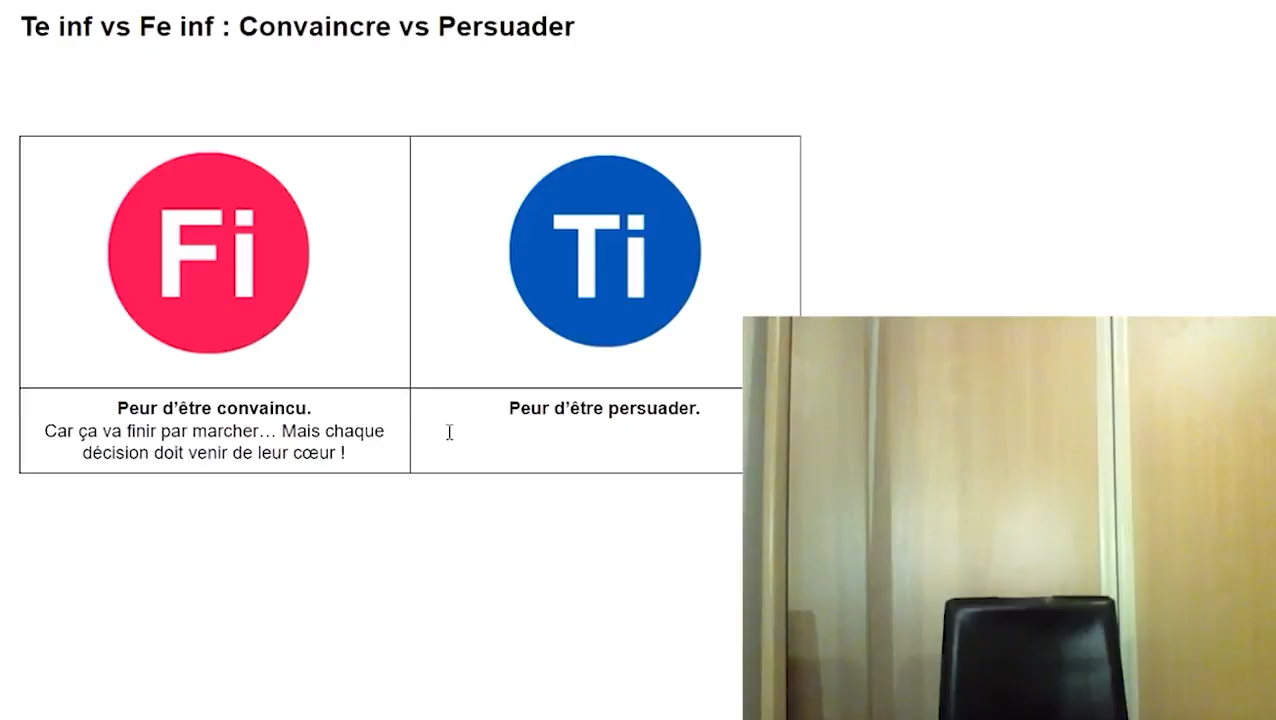 Te inf vs Fe inf : Convaincre vs Persuader
Fi
Ti
Peur d’être convaincu.
Car ça va finir par marcher… Mais chaque
décision doit venir de leur cœur !
Peur d’être persuader.